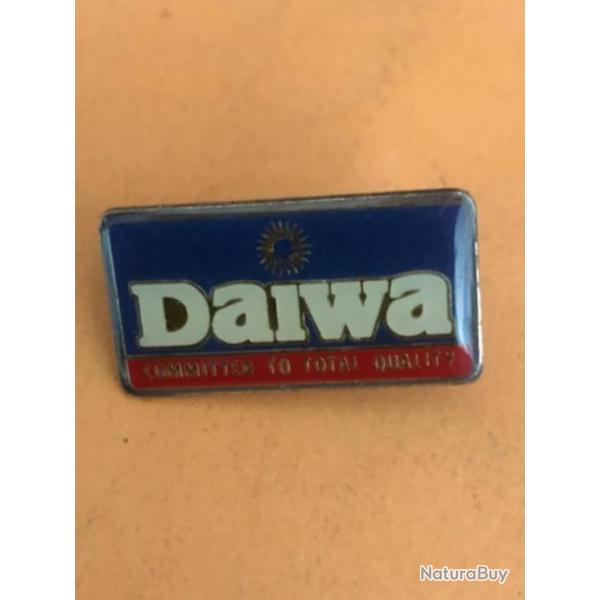 Daiwa
COMMITTED TO TOTAL QUALITY
NaturaBuy